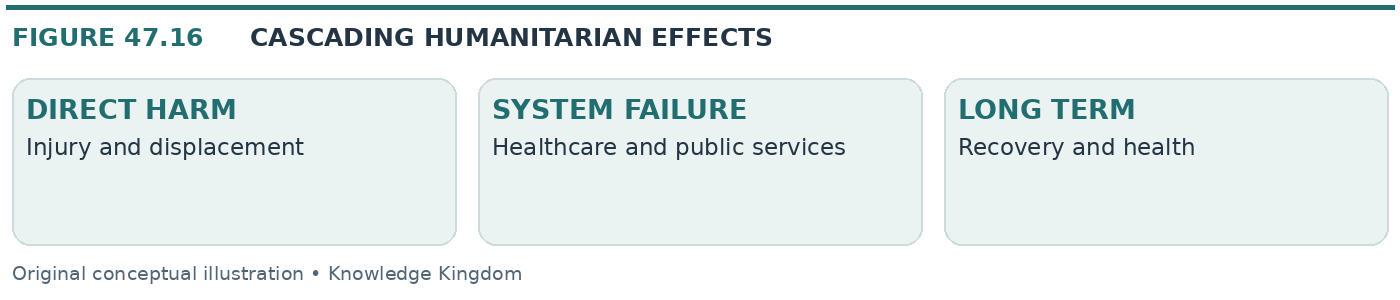 FIGURE 47.16 CASCADING HUMANITARIAN EFFECTS
DIRECT HARM
Injury and displacement
SYSTEM FAILURE
Healthcare and public services
LONG TERM
Recovery and health
Original conceptual illustration • Knowledge Kingdom